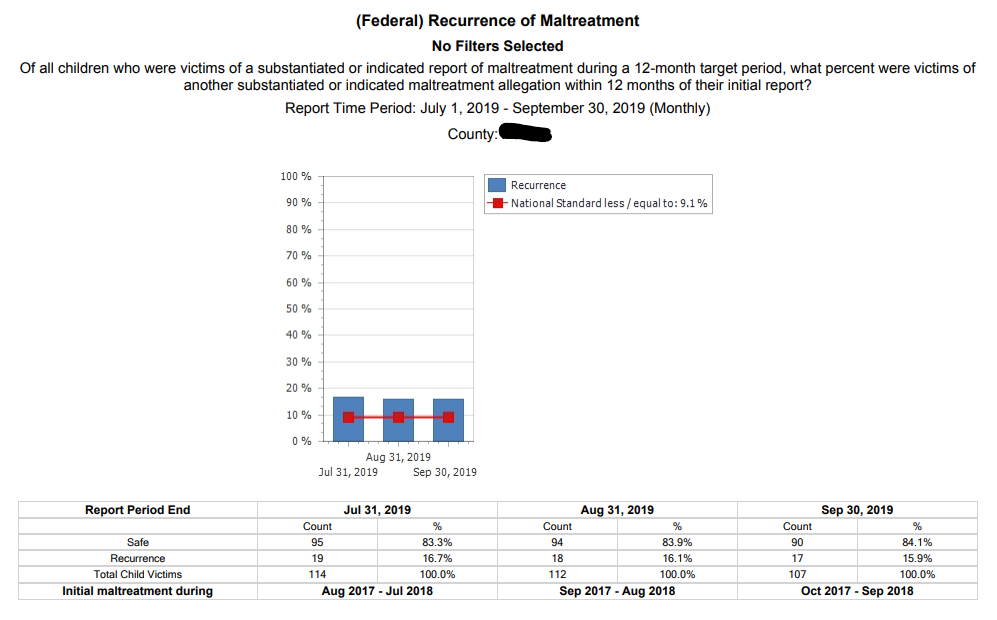 (Federal) Recurrence of Maltreatment
No Filters Selected
Of all children who were victims of a substantiated or indicated report of maltreatment during a 12-month target period, what percent were victims of
another substantiated or indicated maltreatment allegation within 12 months of their initial report?
Report Time Period: July 1, 2019 - September 30, 2019 (Monthly)
County:
100 %
90 %
80 %
70 %
60 %
50 %
40 %
30 %
20 %
10 %
0 %
Recurrence
National Standard less / equal to: 9.1 %
Aug 31, 2019
Jul 31, 2019 Sep 30, 2019
Report Period End Jul 31, 2019 Aug 31, 2019 Sep 30, 2019
Count % Count % Count %
Safe 95 83.3% 94 83.9% 90 84.1%
Recurrence 19 16.7% 18 16.1% 17 15.9%
Total Child Victims 114 100.0% 112 100.0% 107 100.0%
Initial maltreatment during Aug 2017 - Jul 2018 Sep 2017 - Aug 2018 Oct 2017 - Sep 2018